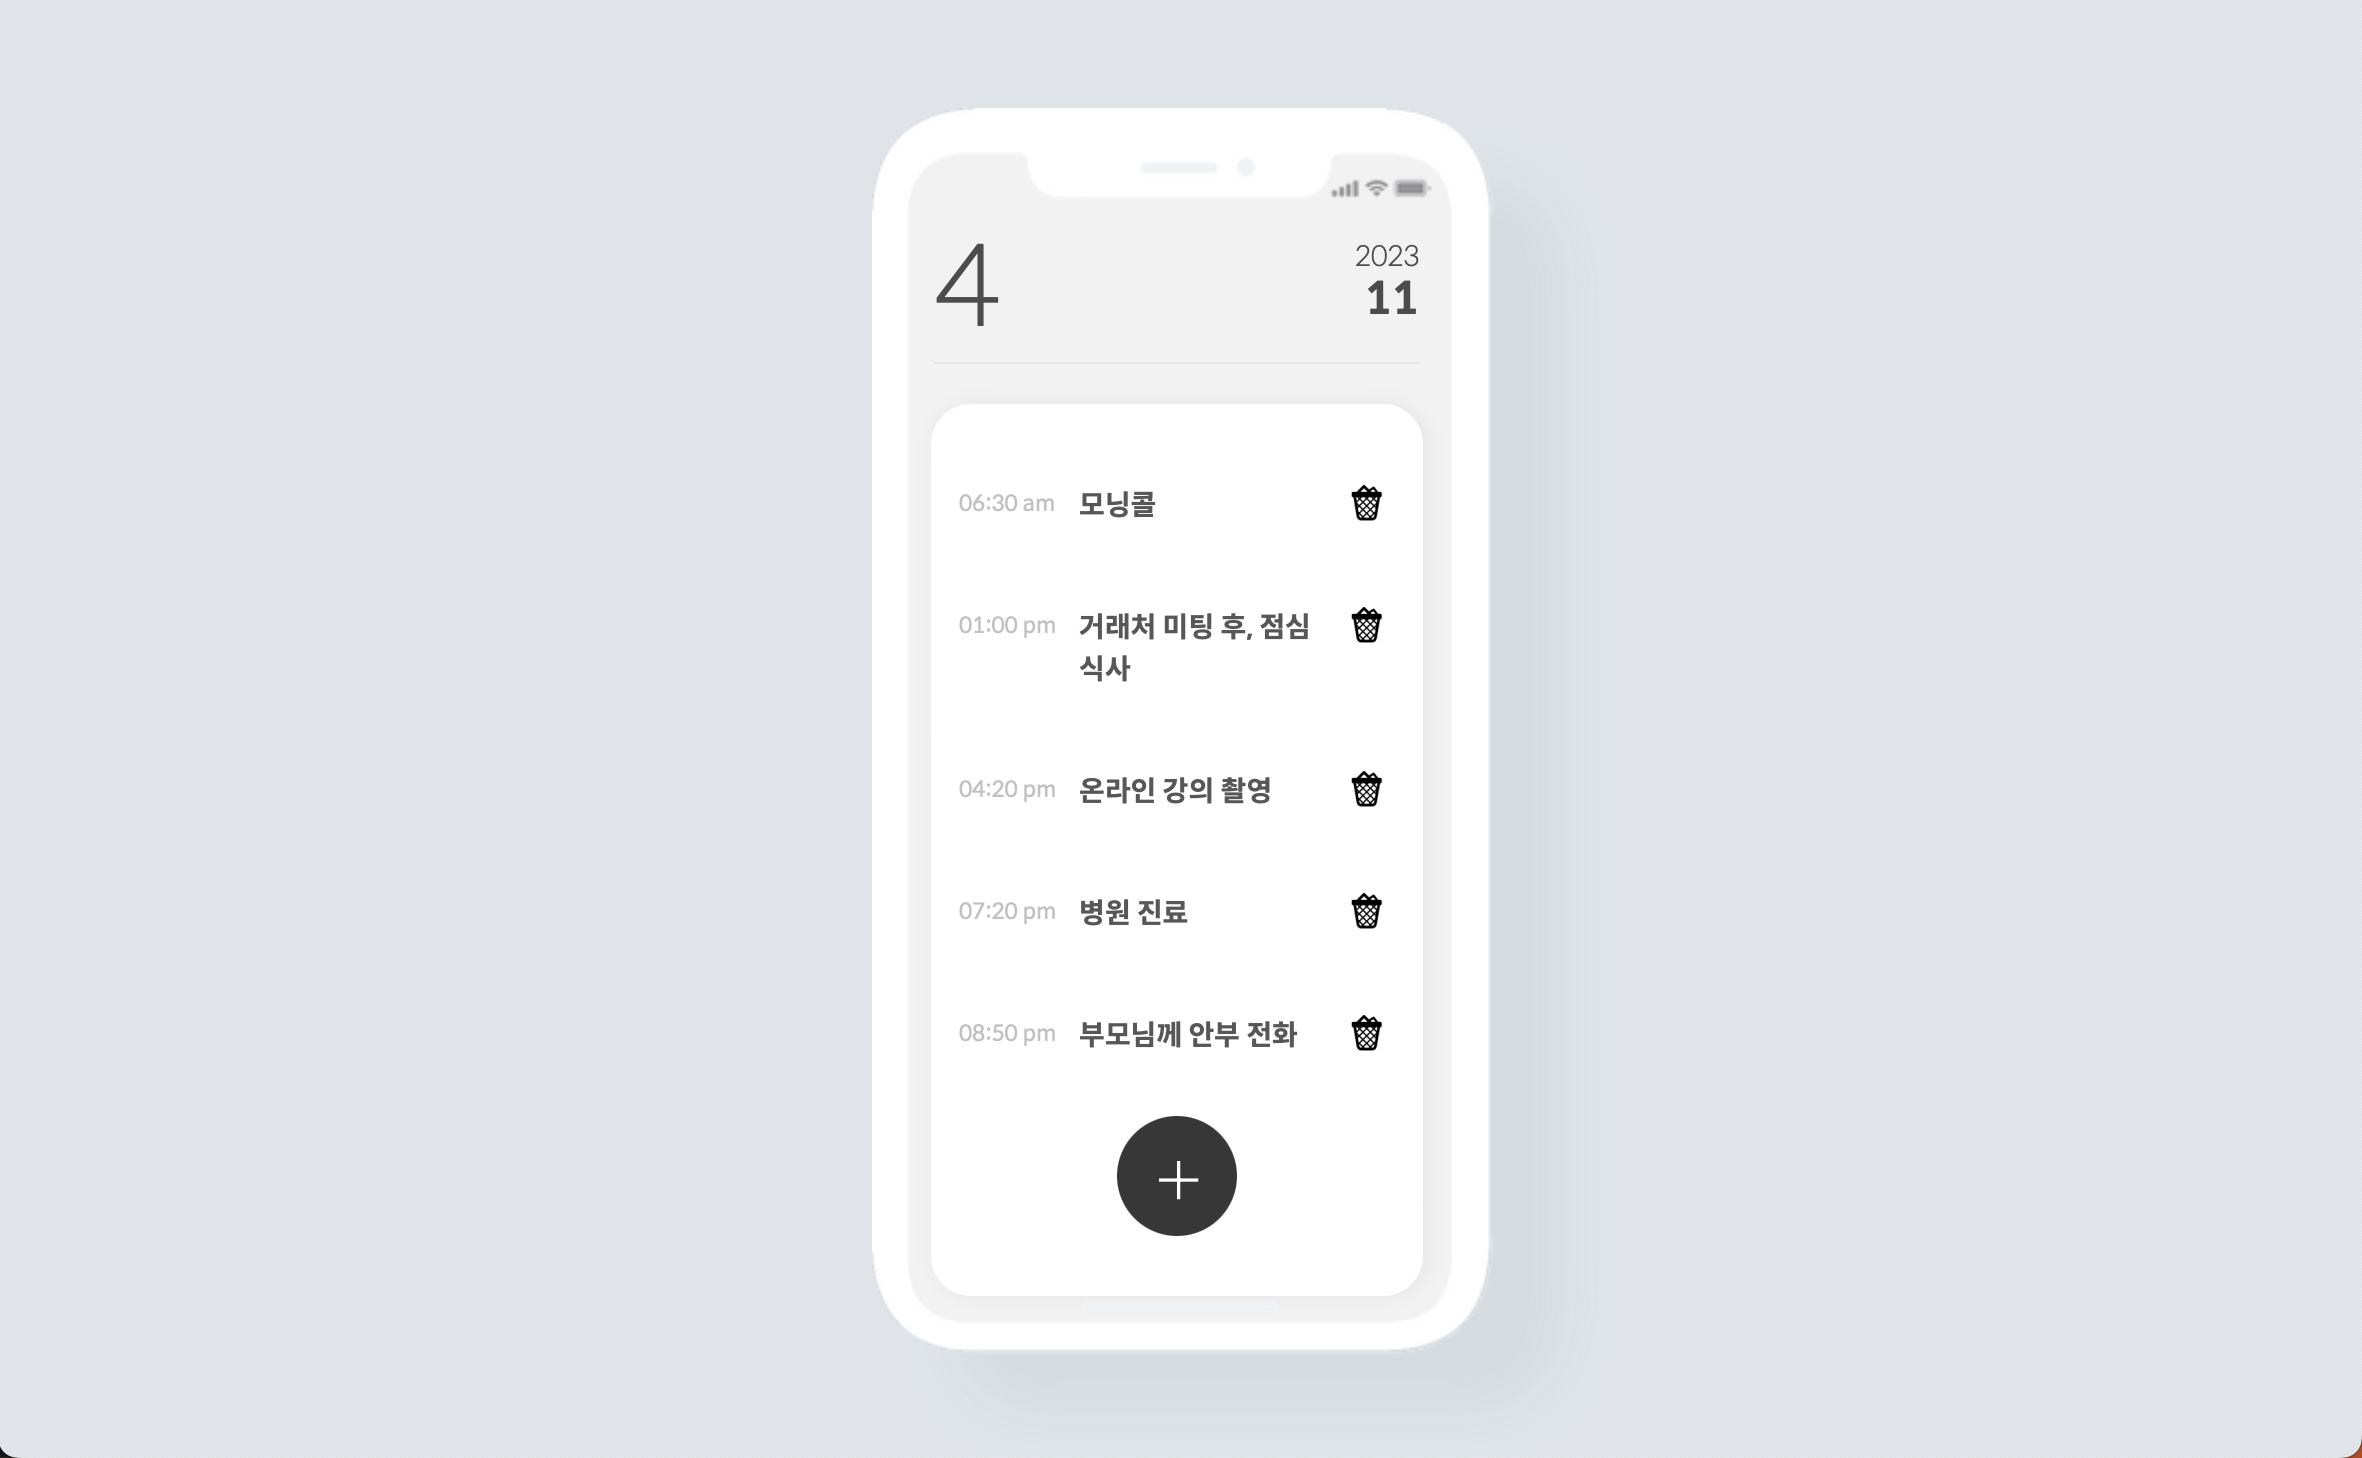 4
2023
11
06:30 am 모닝콜
01:00 pm 거래처 미팅 후, 점심
식사
04:20 pm 온라인 강의 촬영
07:20 pm 병원 진료
08:50 pm 부모님께 안부 전화
+